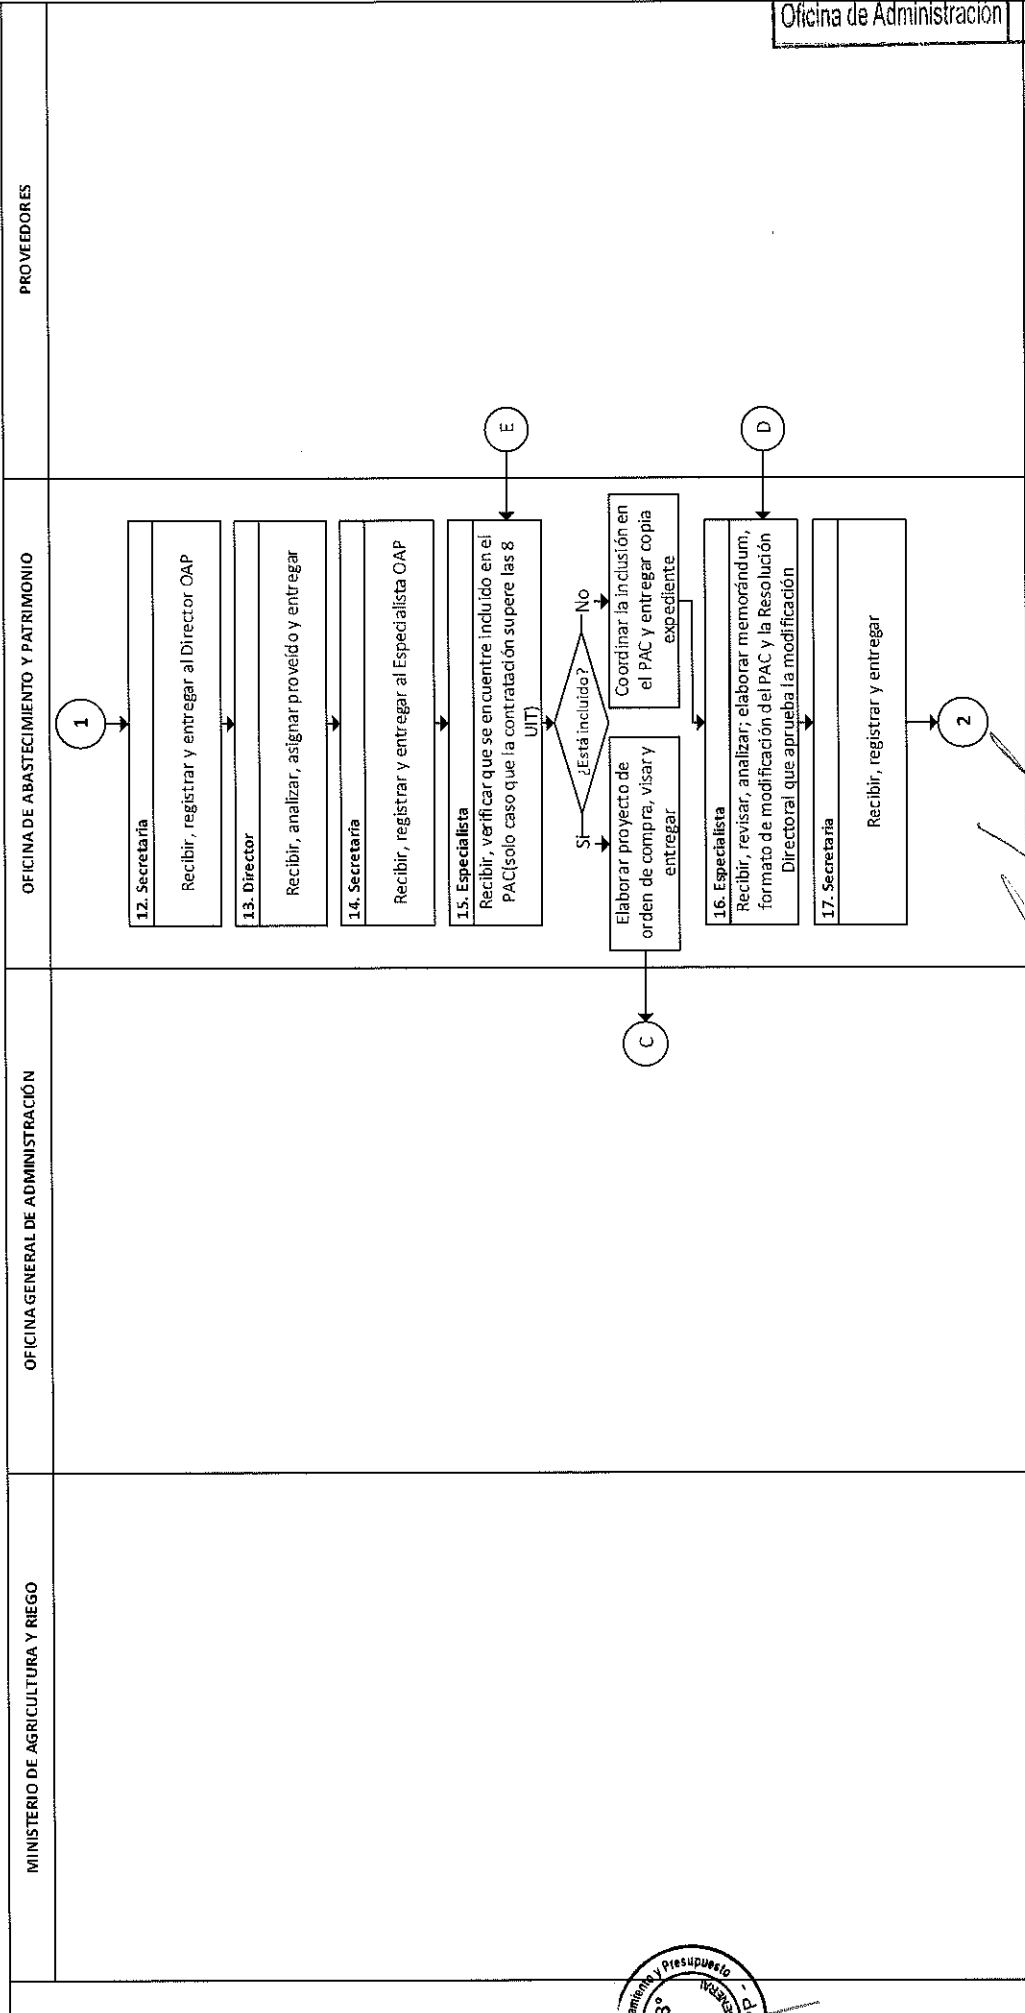 MINISTERIO DE AGRICULTURA Y RIEGO
OFICINA GENERAL DE ADMINISTRACIÓN
OFICINA DE ABASTECIMIENTO Y PATRIMONIO
PROVEEDORES
1
12. Secretaria
Recibir, registrar y entregar al Director OAP
13. Director
Recibir, analizar, asignar proveído y entregar
14. Secretaria
Recibir, registrar y entregar al Especialista OAP
15. Especialista
Recibir, verificar que se encuentre incluido en el
PAC(solo caso que la contratación supere las 8
UIT)
E
¿Está incluido?
Si
No
Elaborar proyecto de
orden de compra, visar y
entregar
C
Coordinar la inclusión en
el PAC y entregar copia
expediente
16. Especialista
Recibir, revisar, analizar; elaborar memorándum,
formato de modificación del PAC y la Resolución
Directoral que aprueba la modificación
D
17. Secretaria
Recibir, registrar y entregar
2
Oficina de Administración
y Presupuesto